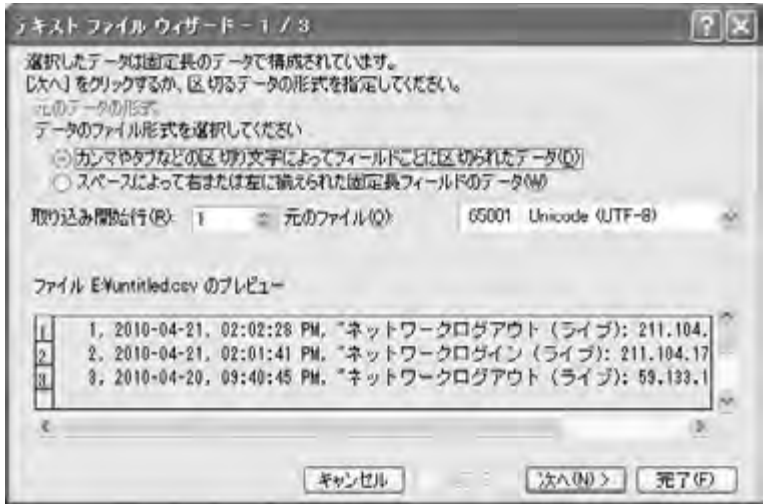 テキスト ファイル ウィザード - 1 / 3
選択したデータは固定長のデータで構成されています。
[次へ] をクリックするか、区切るデータの形式を指定してください。
元のデータの形式
データのファイル形式を選択してください
カンマやタブなどの区切り文字によってフィールドごとに区切られたデータ(D)
スペースによって右または左に揃えられた固定長フィールドのデータ(W)
取り込み開始行(R): 1 元のファイル(O): 65001 Unicode (UTF-8)
ファイル E:¥untitled.csv のプレビュー
1 1, 2010-04-21, 02:02:28 PM, "ネットワークログアウト (ライブ): 211.104.
2 2, 2010-04-21, 02:01:41 PM, "ネットワークログイン (ライブ): 211.104.17
3 3, 2010-04-20, 09:40:45 PM, "ネットワークログアウト (ライブ): 59.133.1
キャンセル 次へ(N) > 完了(F)